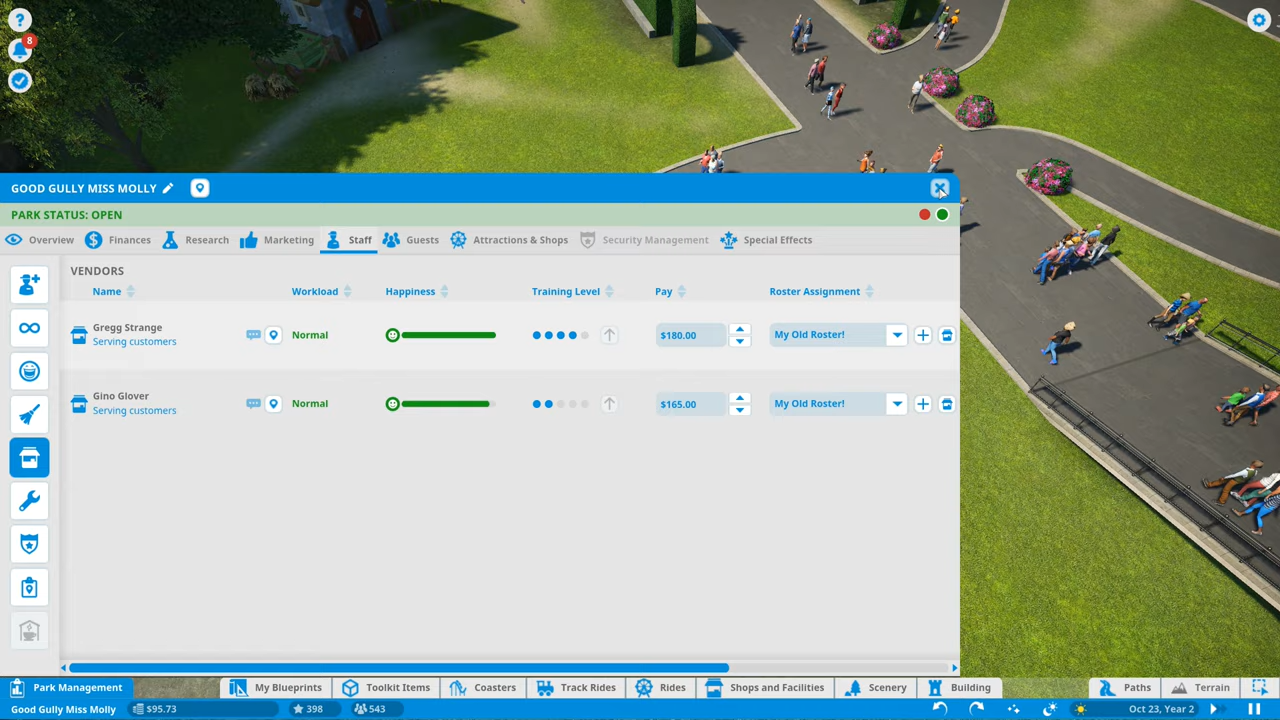 ?
8
GOOD GULLY MISS MOLLY
PARK STATUS: OPEN
Overview Finances Research Marketing Staff Guests Attractions & Shops Security Management Special Effects
VENDORS
Name Workload Happiness Training Level Pay Roster Assignment
Gregg Strange
Serving customers
Normal
$180.00
My Old Roster!
Gino Glover
Serving customers
Normal
$165.00
My Old Roster!
Park Management My Blueprints Toolkit Items Coasters Track Rides Rides Shops and Facilities Scenery Building Paths Terrain
Good Gully Miss Molly $95.73 398 543 Oct 23, Year 2